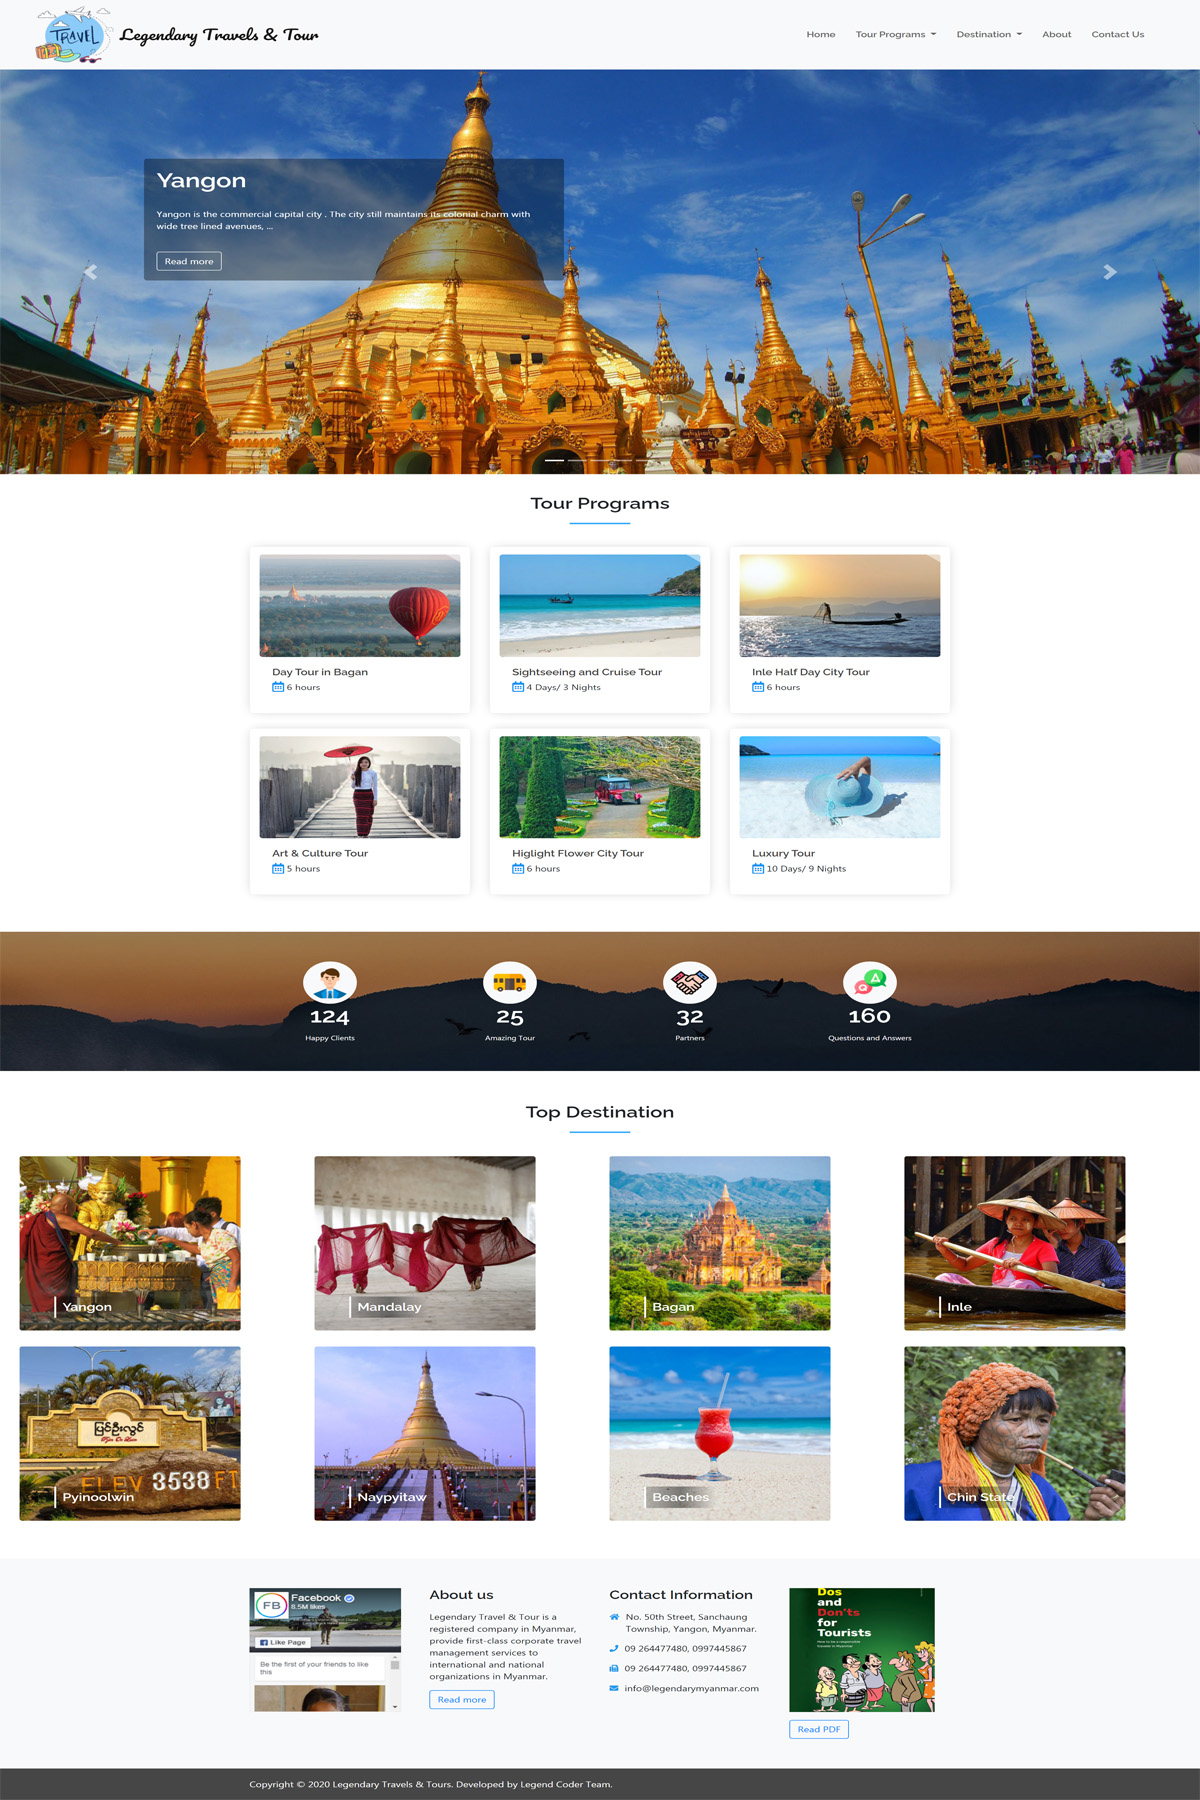 TRAVEL
Legendary Travels & Tour
Home
Tour Programs
Destination
About
Contact Us
Yangon
Yangon is the commercial capital city . The city still maintains its colonial charm with
wide tree lined avenues, ...
Read more
Tour Programs
Day Tour in Bagan
6 hours
Sightseeing and Cruise Tour
4 Days/ 3 Nights
Inle Half Day City Tour
6 hours
Art & Culture Tour
5 hours
Higlight Flower City Tour
6 hours
Luxury Tour
10 Days/ 9 Nights
124
Happy Clients
25
Amazing Tour
32
Partners
Q A
160
Questions and Answers
Top Destination
Yangon
Mandalay
Bagan
Inle
ပြင်ဦးလွင်
ELEV 3538 FT
Pyinoolwin
Naypyitaw
Beaches
Chin State
FB
Facebook
8.5M likes
Like Page
Be the first of your friends to like
this
About us
Legendary Travel & Tour is a
registered company in Myanmar,
provide first-class corporate travel
management services to
international and national
organizations in Myanmar.
Read more
Contact Information
No. 50th Street, Sanchaung
Township, Yangon, Myanmar.
09 264477480, 0997445867
09 264477480, 0997445867
info@legendarymyanmar.com
Dos
and
Don'ts
for
Tourists
How to be a responsible
traveler in Myanmar
Read PDF
Copyright © 2020 Legendary Travels & Tours. Developed by Legend Coder Team.